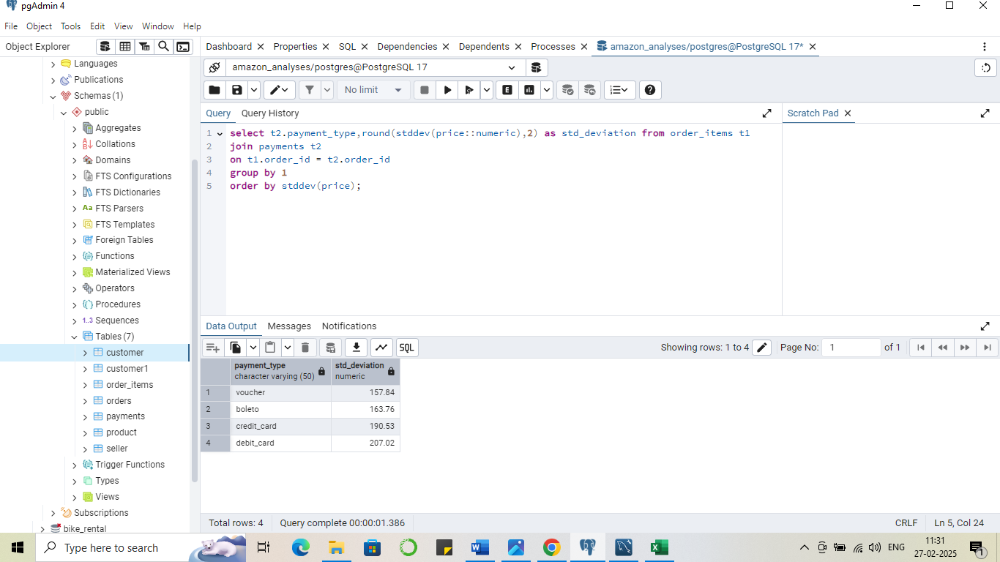 pgAdmin 4
File Object Tools Edit View Window Help
Object Explorer
Dashboard Properties SQL Dependencies Dependents Processes amazon_analyses/postgres@PostgreSQL 17*
amazon_analyses/postgres@PostgreSQL 17
No limit
E
Query Query History
Scratch Pad
1 select t2.payment_type,round(stddev(price::numeric),2) as std_deviation from order_items t1
2 join payments t2
3 on t1.order_id = t2.order_id
4 group by 1
5 order by stddev(price);
Languages
Publications
Schemas (1)
public
Aggregates
Collations
Domains
FTS Configurations
FTS Dictionaries
Aa FTS Parsers
FTS Templates
Foreign Tables
Functions
Materialized Views
Operators
Procedures
1..3 Sequences
Tables (7)
customer
customer1
order_items
orders
payments
product
seller
Trigger Functions
Types
Views
Subscriptions
bike_rental
Data Output Messages Notifications
SQL
Showing rows: 1 to 4 Page No: 1 of 1
payment_type std_deviation
character varying (50) numeric
1 voucher 157.84
2 boleto 163.76
3 credit_card 190.53
4 debit_card 207.02
Total rows: 4 Query complete 00:00:01.386 CRLF Ln 5, Col 24
Type here to search
ENG
11:31
27-02-2025
1